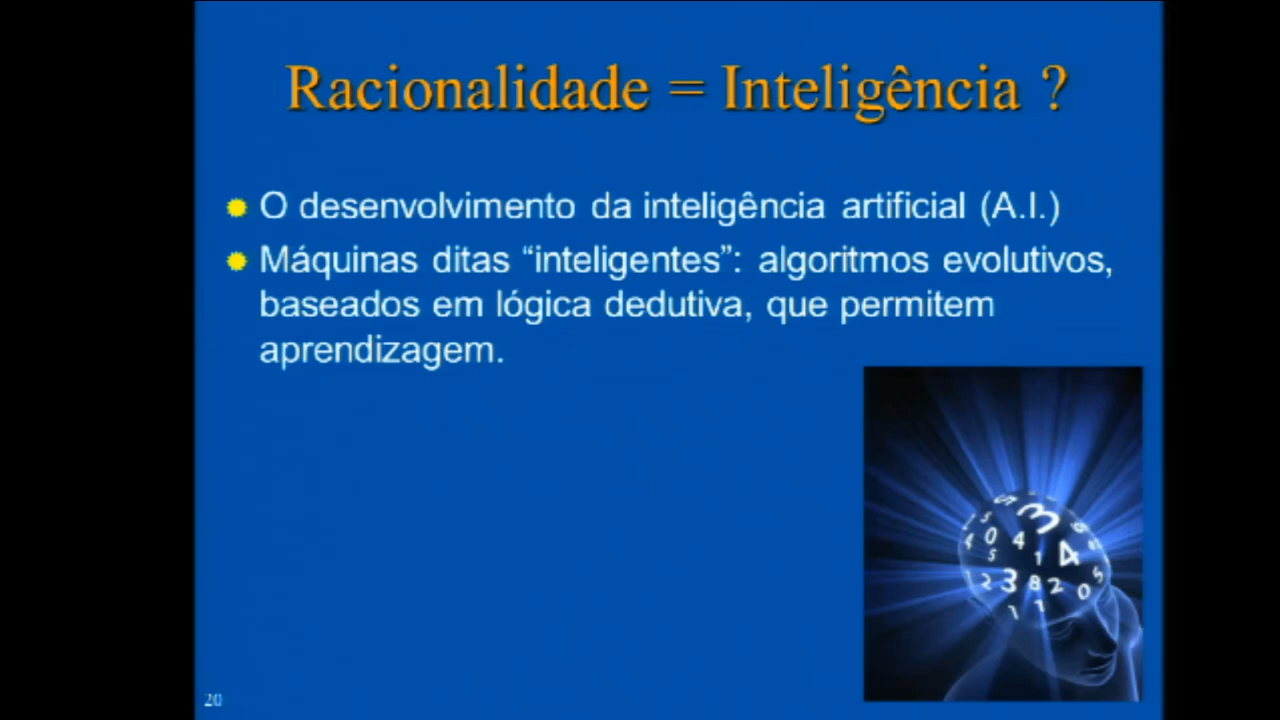 Racionalidade = Inteligência ?
O desenvolvimento da inteligência artificial (A.I.)
Máquinas ditas “inteligentes”: algoritmos evolutivos,
baseados em lógica dedutiva, que permitem
aprendizagem.
20